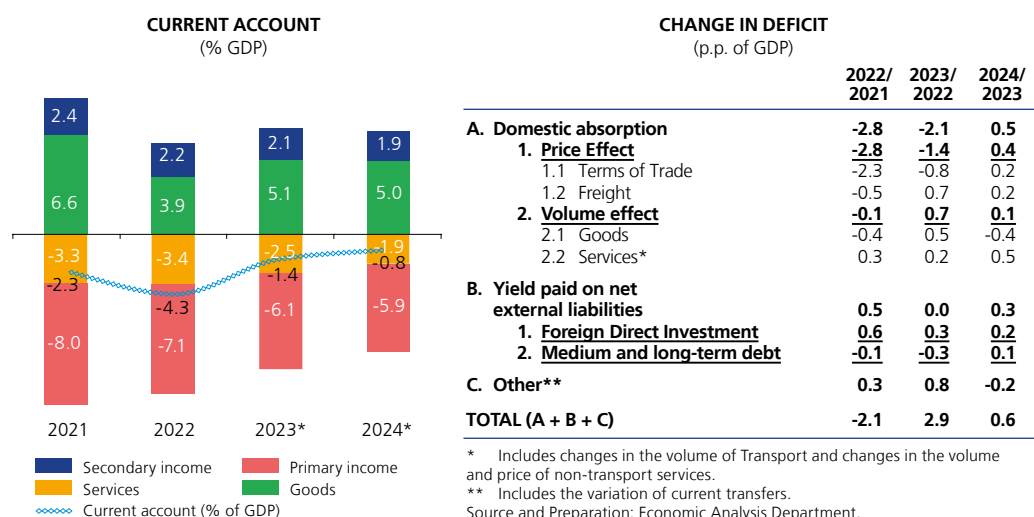 CURRENT ACCOUNT
(% GDP)
2.4
6.6
-3.3
-2.3
-8.0
2.2
3.9
-3.4
-4.3
-7.1
2.1
5.1
-2.5
-1.4
-6.1
1.9
5.0
-1.9
-0.8
-5.9
2021 2022 2023* 2024*
Secondary income Primary income
Services Goods
Current account (% of GDP)
CHANGE IN DEFICIT
(p.p. of GDP)
2022/ 2023/ 2024/
2021 2022 2023
A. Domestic absorption -2.8 -2.1 0.5
1. Price Effect -2.8 -1.4 0.4
1.1 Terms of Trade -2.3 -0.8 0.2
1.2 Freight -0.5 0.7 0.2
2. Volume effect -0.1 0.7 0.1
2.1 Goods -0.4 0.5 -0.4
2.2 Services* 0.3 0.2 0.5
B. Yield paid on net
external liabilities 0.5 0.0 0.3
1. Foreign Direct Investment 0.6 0.3 0.2
2. Medium and long-term debt -0.1 -0.3 0.1
C. Other** 0.3 0.8 -0.2
TOTAL (A + B + C) -2.1 2.9 0.6
* Includes changes in the volume of Transport and changes in the volume
and price of non-transport services.
** Includes the variation of current transfers.
Source and Preparation: Economic Analysis Department.